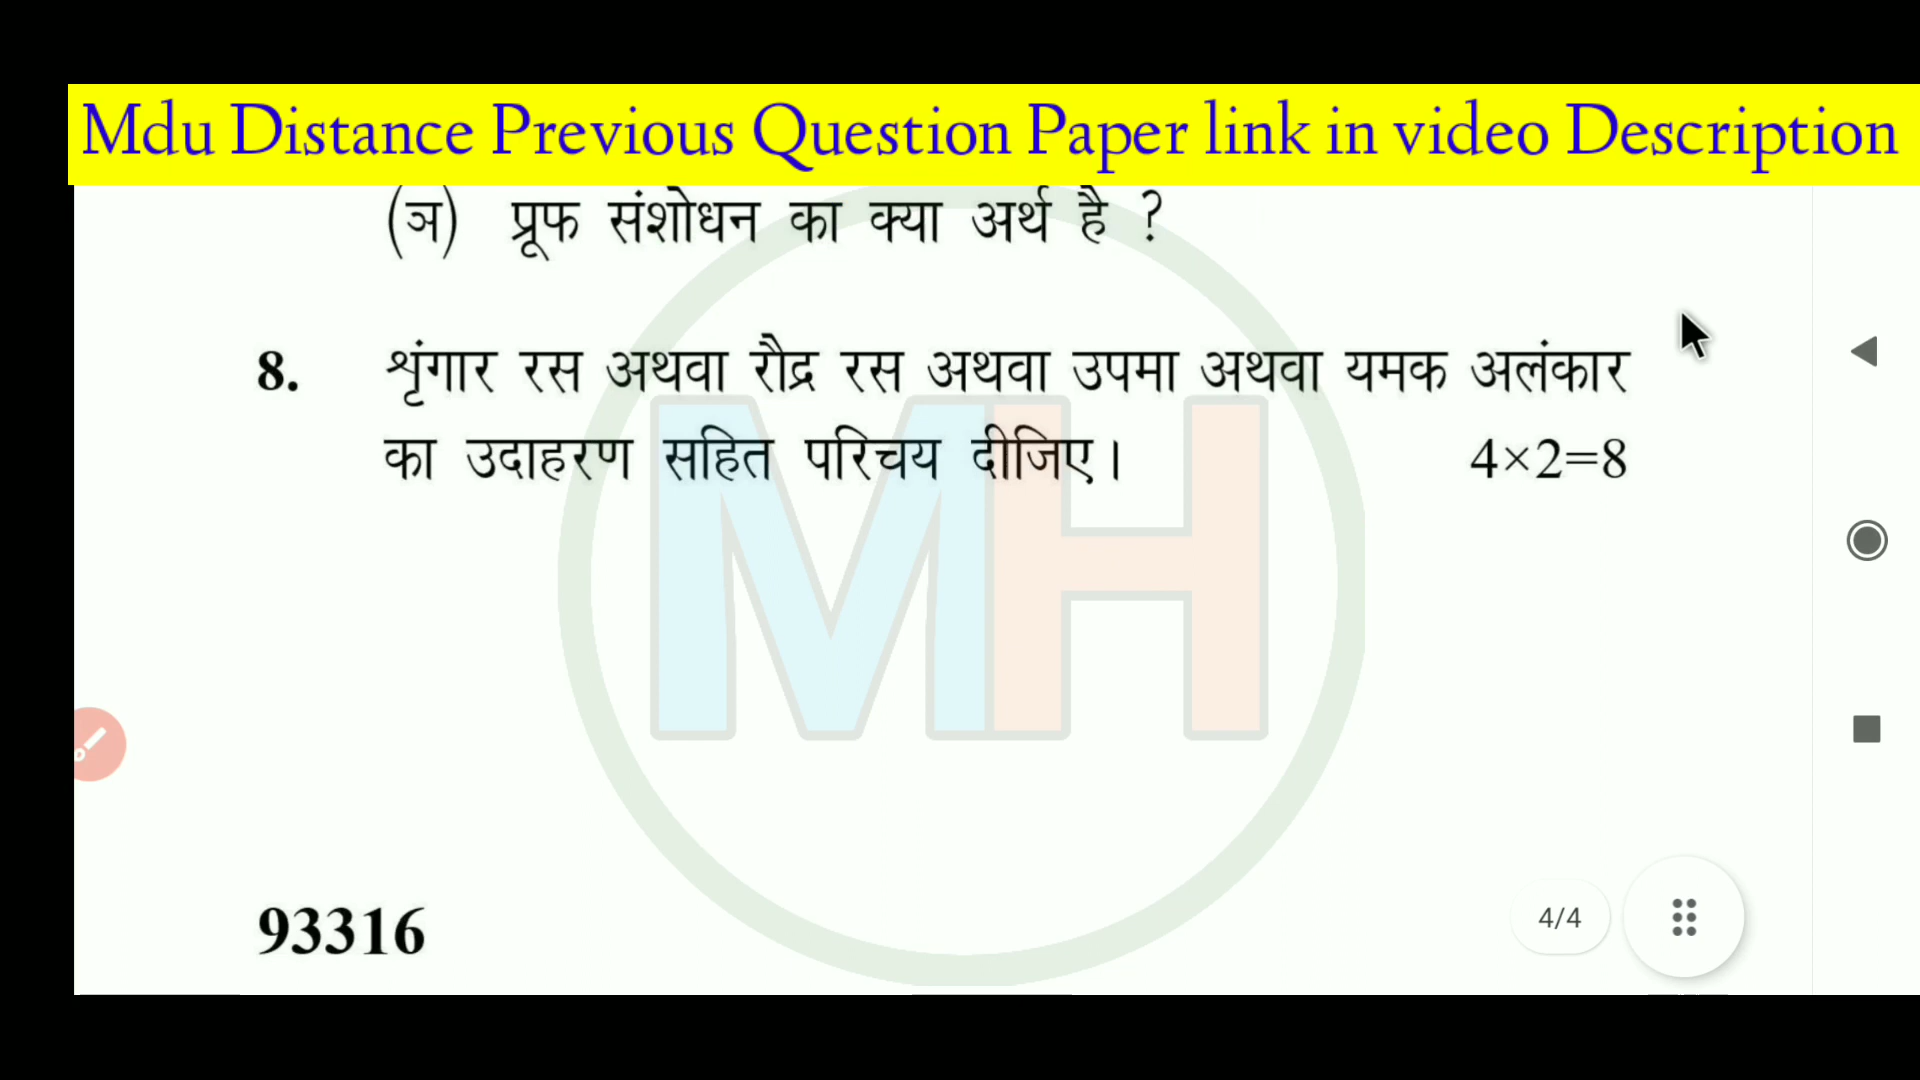 Mdu Distance Previous Question Paper link in video Description
(ञ) प्रूफ संशोधन का क्या अर्थ है ?
8. शृंगार रस अथवा रौद्र रस अथवा उपमा अथवा यमक अलंकार
का उदाहरण सहित परिचय दीजिए। 4×2=8
MH
93316
4/4